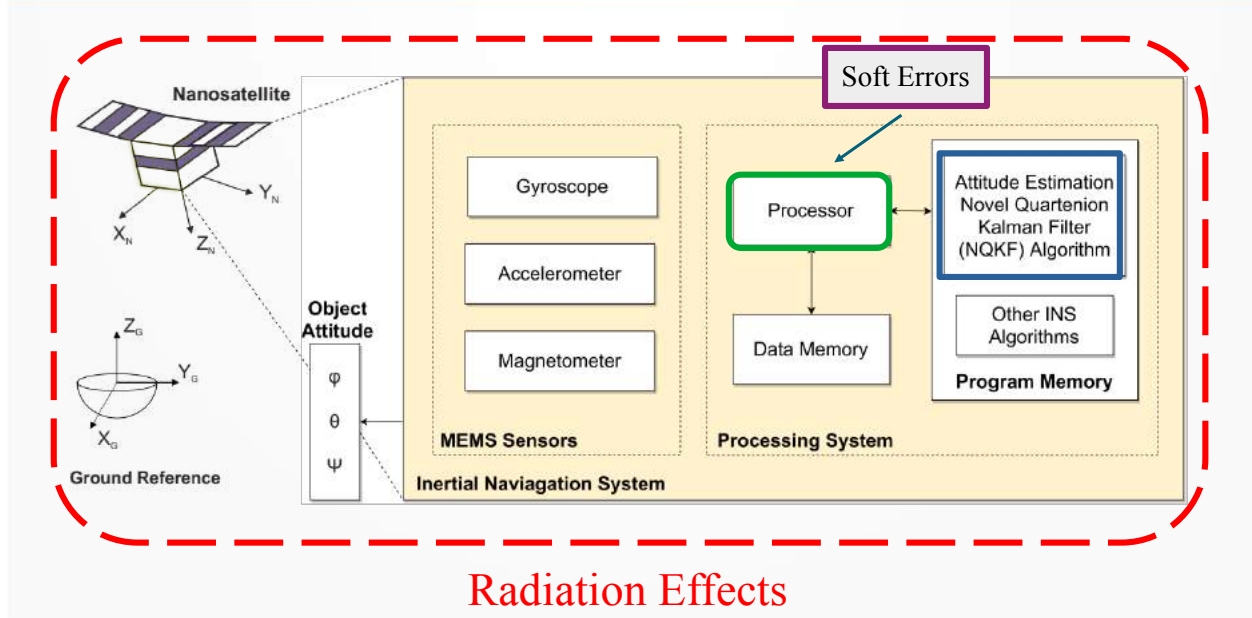 Soft Errors
Nanosatellite
Y_N
X_N
Z_N
Z_G
Y_G
X_G
Ground Reference
Object
Attitude
φ
θ
Ψ
Gyroscope
Accelerometer
Magnetometer
MEMS Sensors
Processor
Data Memory
Processing System
Attitude Estimation
Novel Quartenion
Kalman Filter
(NQKF) Algorithm
Other INS
Algorithms
Program Memory
Inertial Naviagation System
Radiation Effects